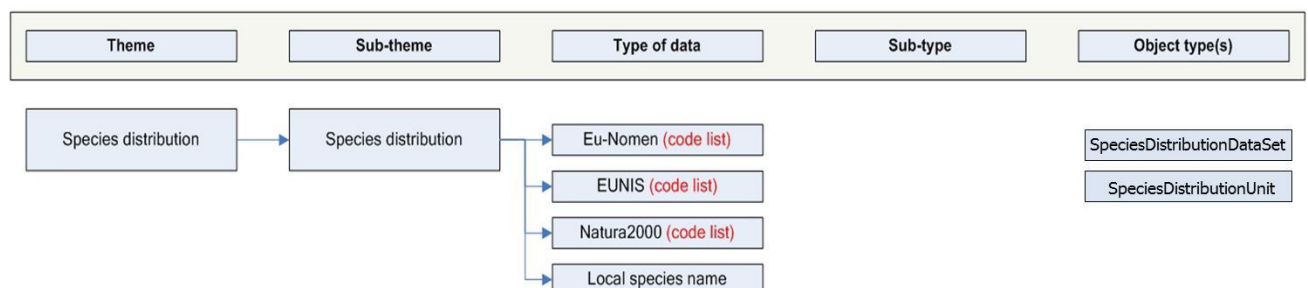 Theme
Sub-theme
Type of data
Sub-type
Object type(s)
Species distribution
Species distribution
Eu-Nomen (code list)
EUNIS (code list)
Natura2000 (code list)
Local species name
SpeciesDistributionDataSet
SpeciesDistributionUnit